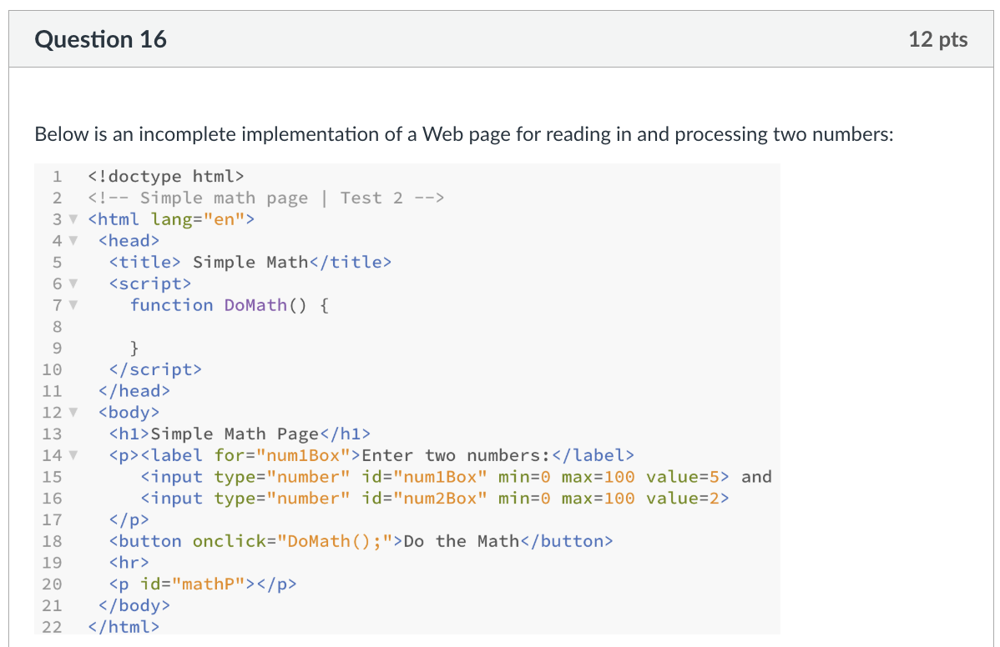 Question 16
12 pts
Below is an incomplete implementation of a Web page for reading in and processing two numbers:
1 <!doctype html>
2 <!-- Simple math page | Test 2 -->
3 <html lang="en">
4 <head>
5 <title> Simple Math</title>
6 <script>
7 function DoMath() {
8
9 }
10 </script>
11 </head>
12 <body>
13 <h1>Simple Math Page</h1>
14 <p><label for="num1Box">Enter two numbers:</label>
15 <input type="number" id="num1Box" min=0 max=100 value=5> and
16 <input type="number" id="num2Box" min=0 max=100 value=2>
17 </p>
18 <button onclick="DoMath();">Do the Math</button>
19 <hr>
20 <p id="mathP"></p>
21 </body>
22 </html>